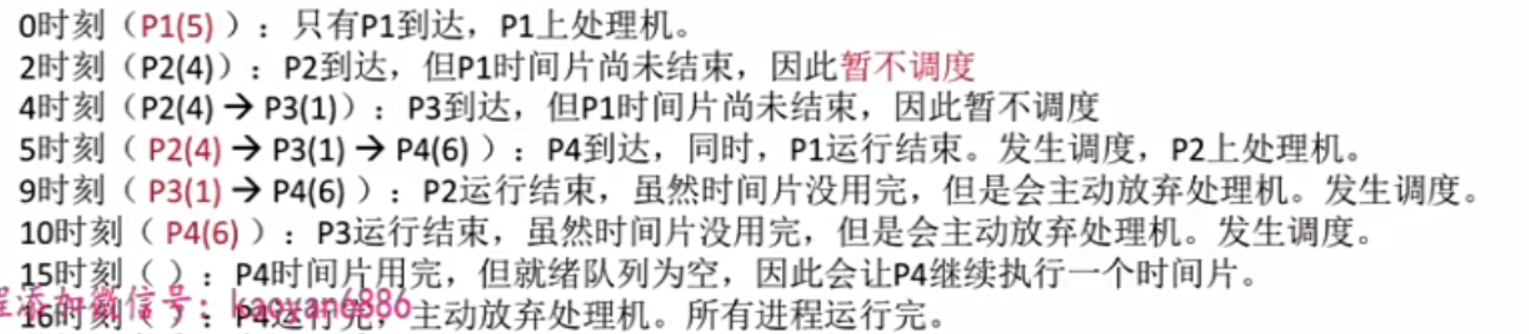 0时刻（P1(5)）：只有P1到达，P1上处理机。
2时刻（P2(4)）：P2到达，但P1时间片尚未结束，因此暂不调度
4时刻（P2(4) → P3(1)）：P3到达，但P1时间片尚未结束，因此暂不调度
5时刻（ P2(4) → P3(1) → P4(6) ）：P4到达，同时，P1运行结束。发生调度，P2上处理机。
9时刻（ P3(1) → P4(6) ）：P2运行结束，虽然时间片没用完，但是会主动放弃处理机。发生调度。
10时刻（ P4(6) ）：P3运行结束，虽然时间片没用完，但是会主动放弃处理机。发生调度。
15时刻（ ）：P4时间片用完，但就绪队列为空，因此会让P4继续执行一个时间片。
16时刻（ ）：P4运行完，主动放弃处理机。所有进程运行完。
程添加微信号：kaoyan6886